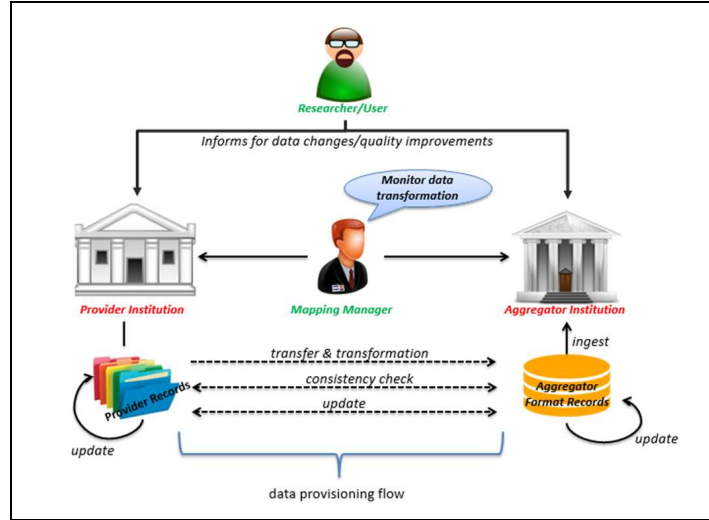 Researcher/User
Informs for data changes/quality improvements
Monitor data
transformation
Provider Institution
Mapping Manager
Aggregator Institution
ingest
transfer & transformation
consistency check
update
Provider Records
Aggregator
Format Records
update
update
data provisioning flow